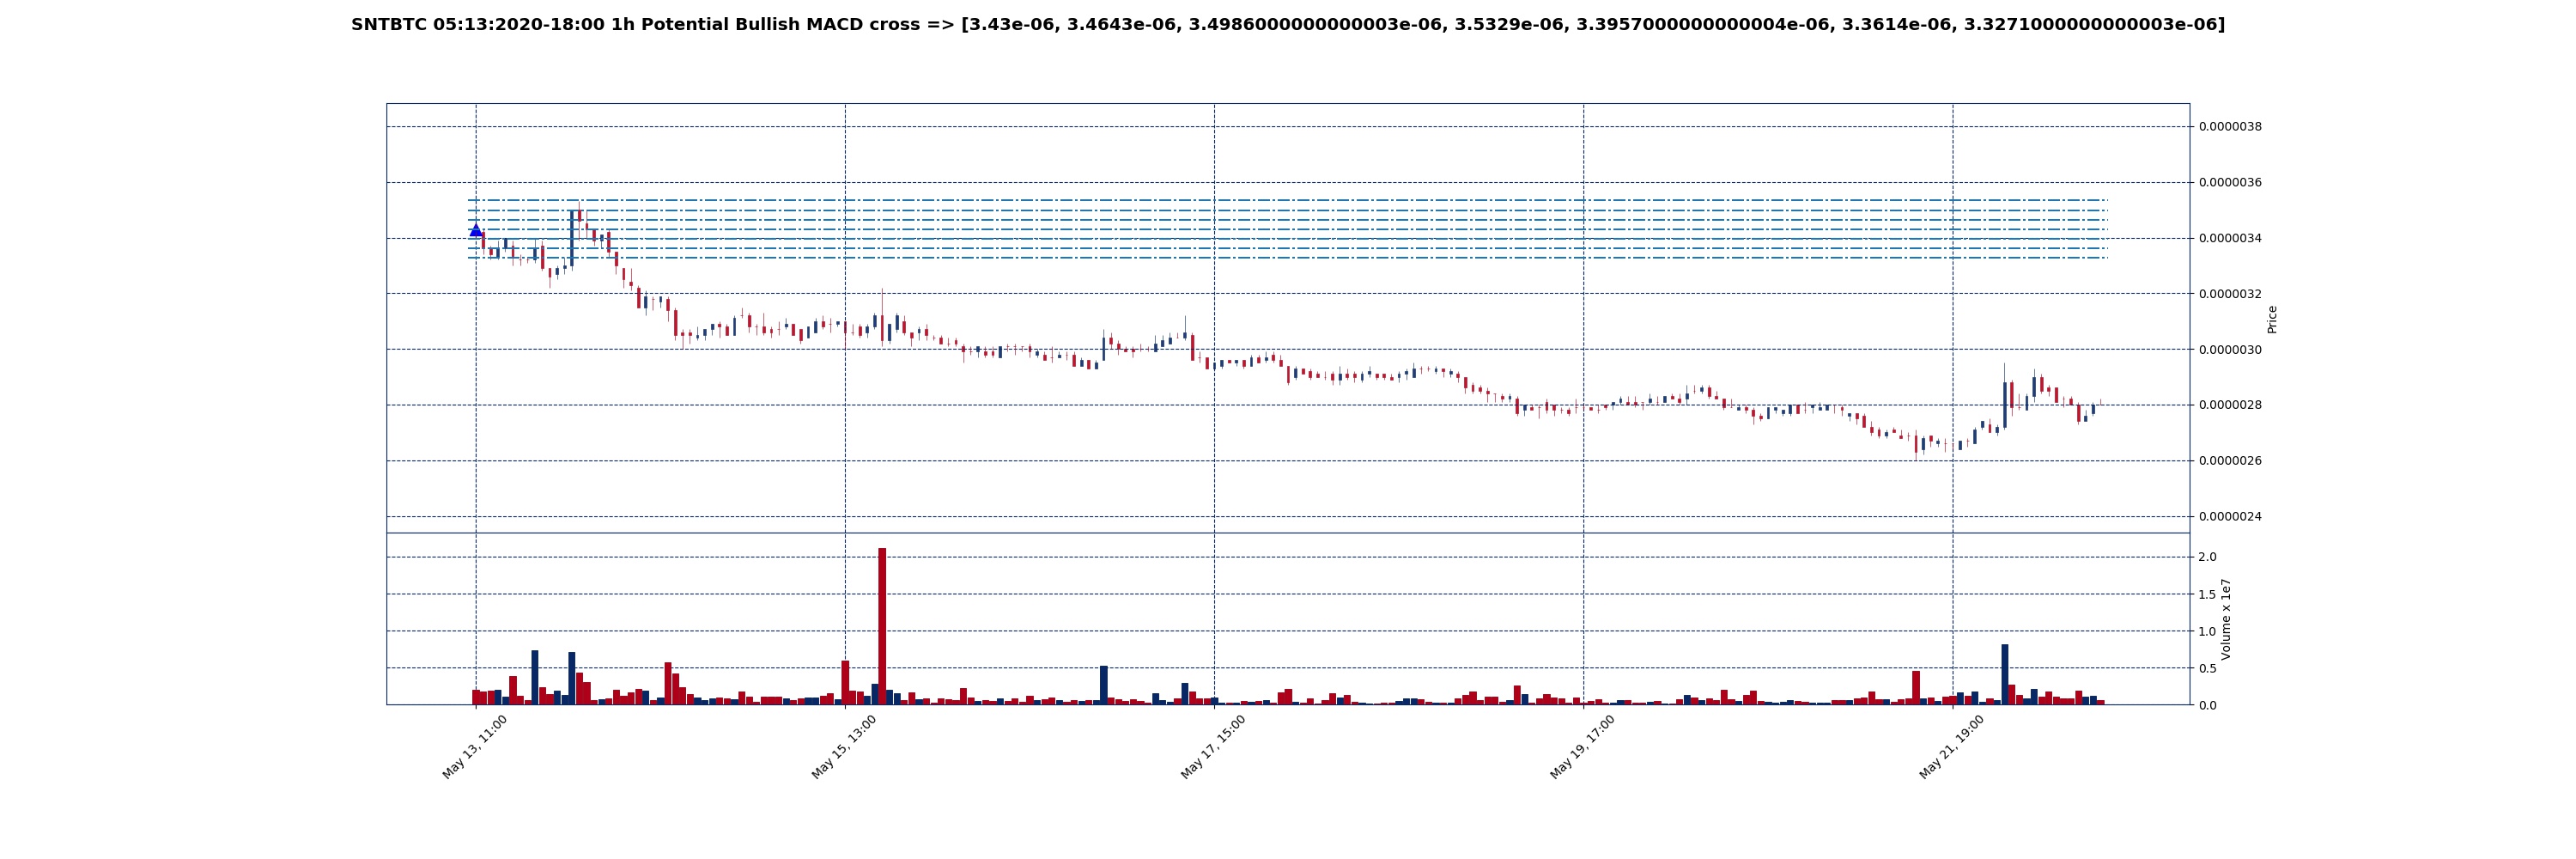 SNTBTC 05:13:2020-18:00 1h Potential Bullish MACD cross => [3.43e-06, 3.4643e-06, 3.4986000000000003e-06, 3.5329e-06, 3.3957000000000004e-06, 3.3614e-06, 3.3271000000000003e-06]
0.0000038
0.0000036
0.0000034
0.0000032
0.0000030
0.0000028
0.0000026
0.0000024
Price
2.0
1.5
1.0
0.5
0.0
Volume x 1e7
May 13, 11:00
May 15, 13:00
May 17, 15:00
May 19, 17:00
May 21, 19:00